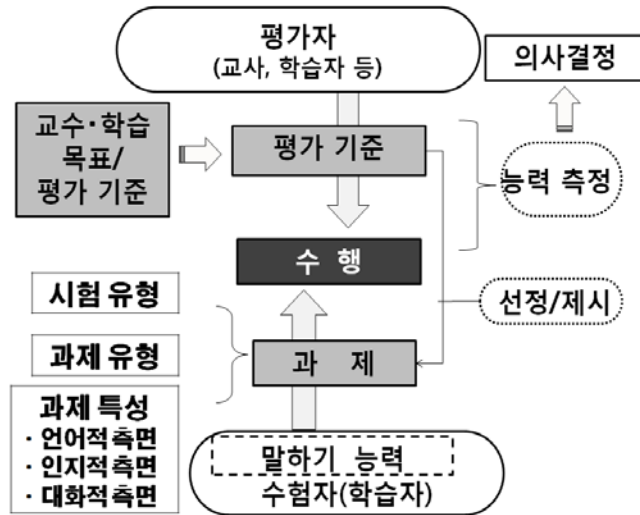 평가자
(교사, 학습자 등)
의사결정
교수·학습
목표/
평가 기준
평가 기준
능력 측정
수 행
시험 유형
선정/제시
과제 유형
과 제
과제 특성
· 언어적측면
· 인지적측면
· 대화적측면
말하기 능력
수험자(학습자)